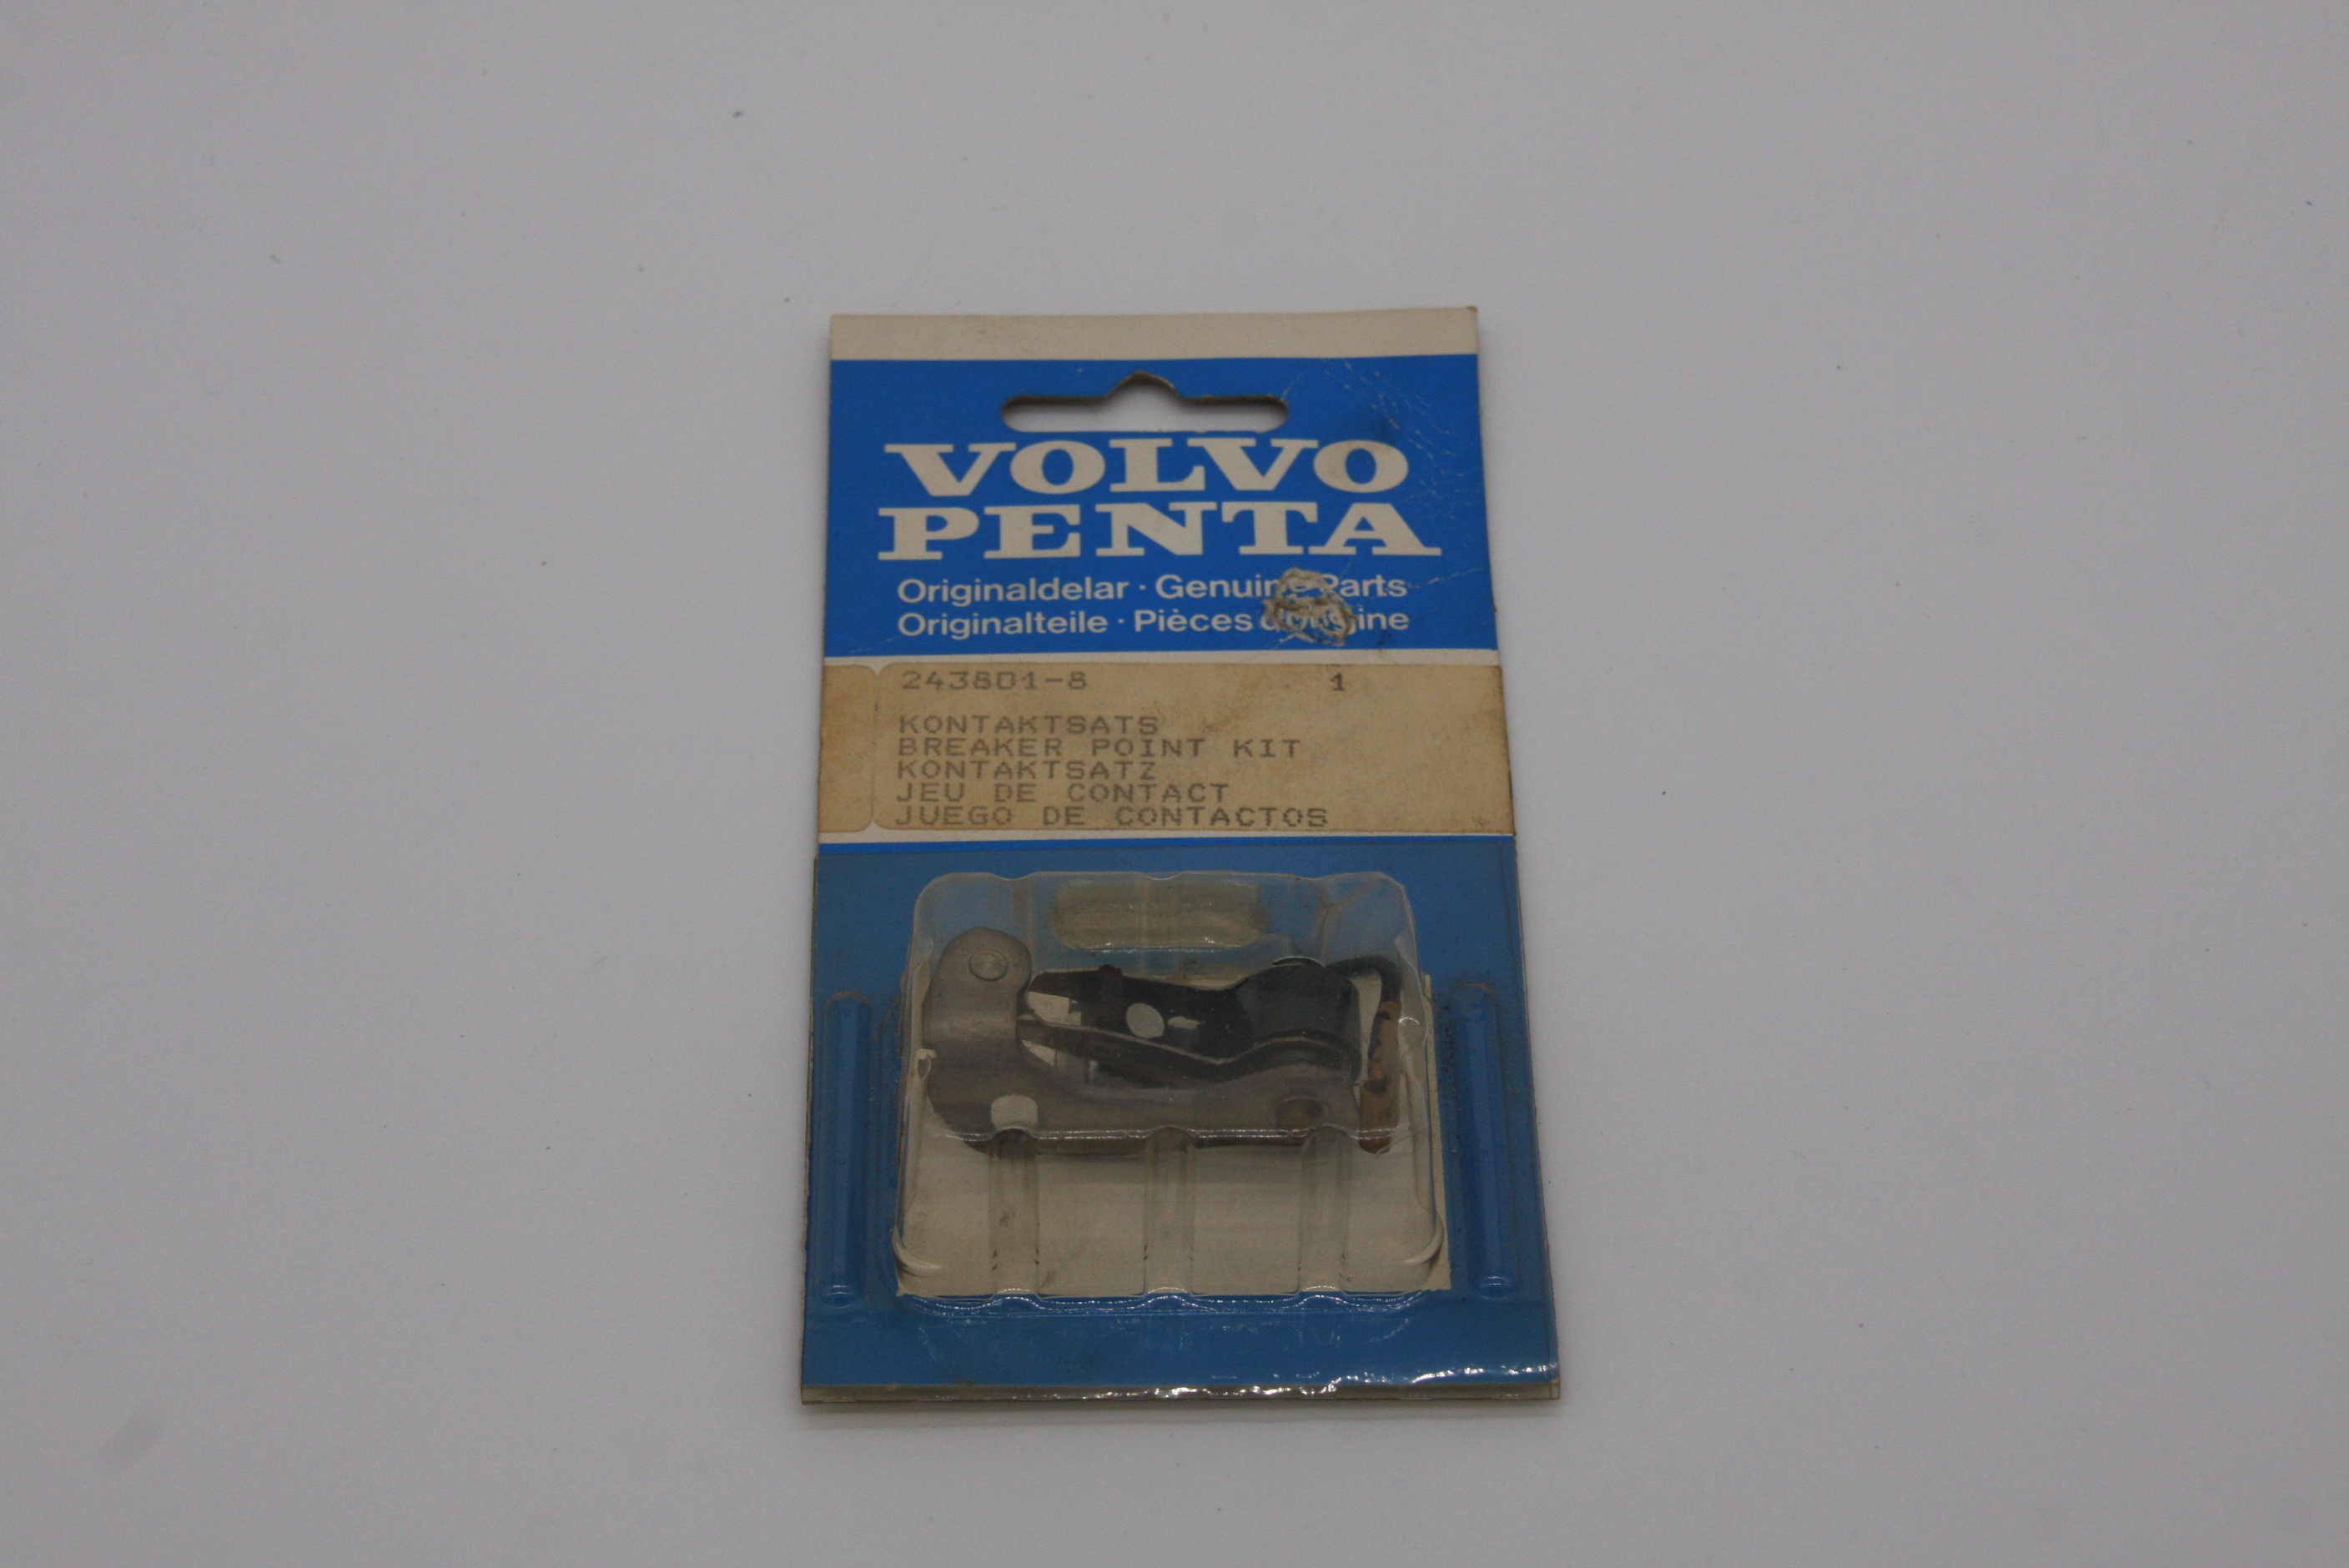 VOLVO
PENTA
Originaldelar · Genuine Parts
Originalteile · Pièces d'origine
243801-8 1
KONTAKTSATS
BREAKER POINT KIT
KONTAKTSATZ
JEU DE CONTACT
JUEGO DE CONTACTOS